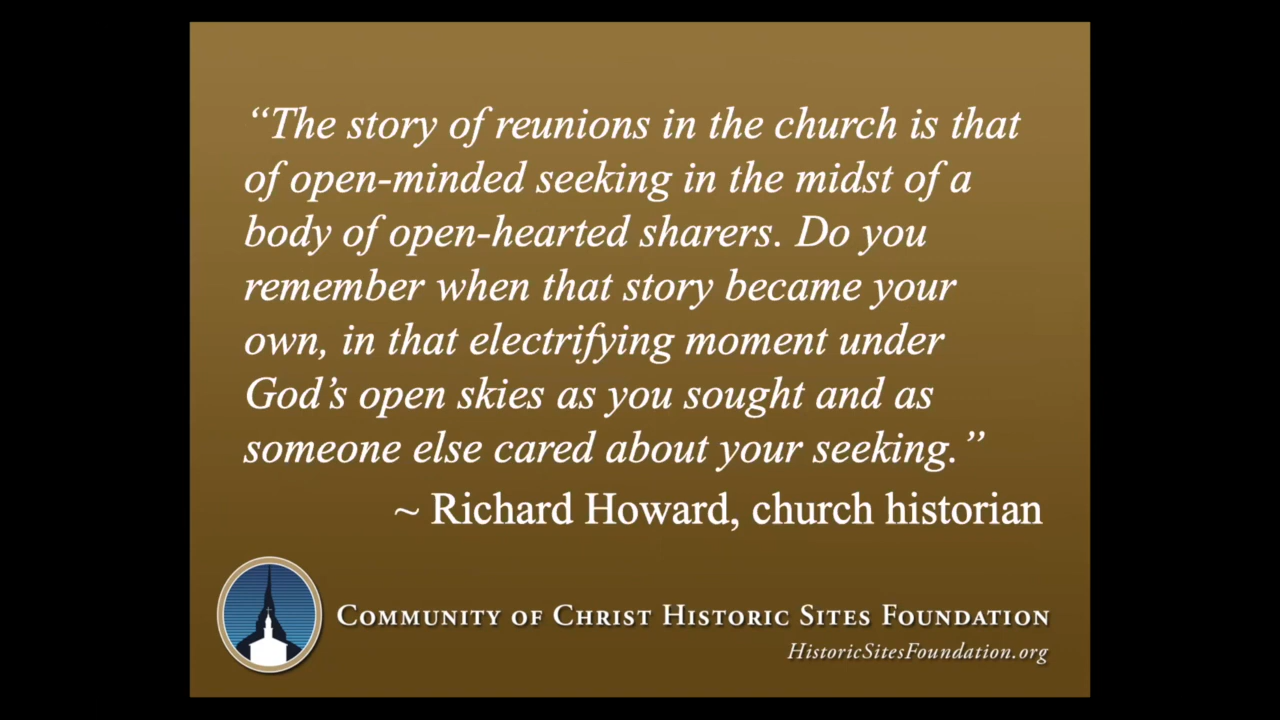 “The story of reunions in the church is that
of open-minded seeking in the midst of a
body of open-hearted sharers. Do you
remember when that story became your
own, in that electrifying moment under
God’s open skies as you sought and as
someone else cared about your seeking.”
~ Richard Howard, church historian
Community of Christ Historic Sites Foundation
HistoricSitesFoundation.org